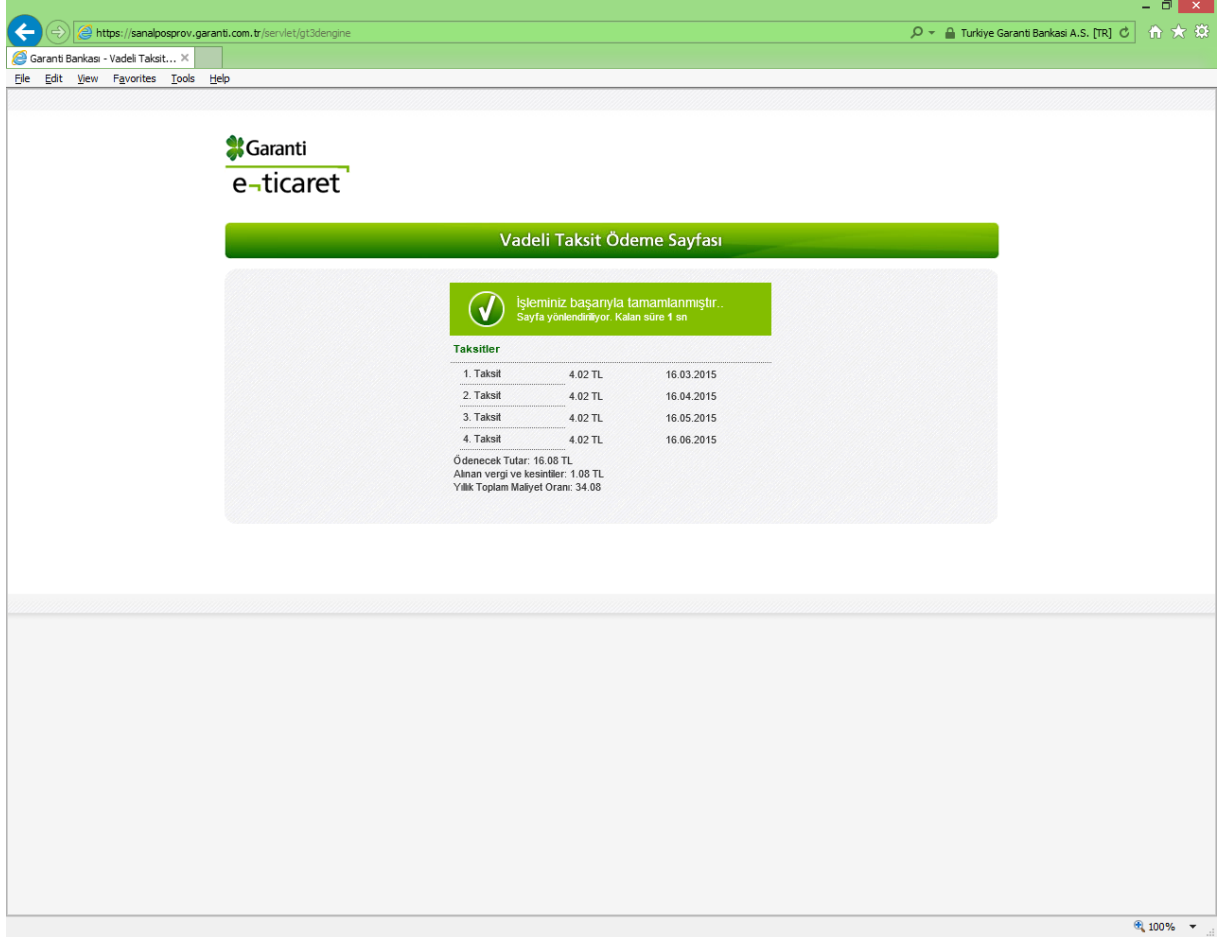 https://sanalposprov.garanti.com.tr/servlet/gt3dengine
Turkiye Garanti Bankasi A.S. [TR]
Garanti Bankası - Vadeli Taksit...
File Edit View Favorites Tools Help
Garanti
e-ticaret
Vadeli Taksit Ödeme Sayfası
İşleminiz başarıyla tamamlanmıştır..
Sayfa yönlendiriliyor. Kalan süre 1 sn
Taksitler
1. Taksit 4.02 TL 16.03.2015
2. Taksit 4.02 TL 16.04.2015
3. Taksit 4.02 TL 16.05.2015
4. Taksit 4.02 TL 16.06.2015
Ödenecek Tutar: 16.08 TL
Alınan vergi ve kesintiler: 1.08 TL
Yıllık Toplam Maliyet Oranı: 34.08
100%